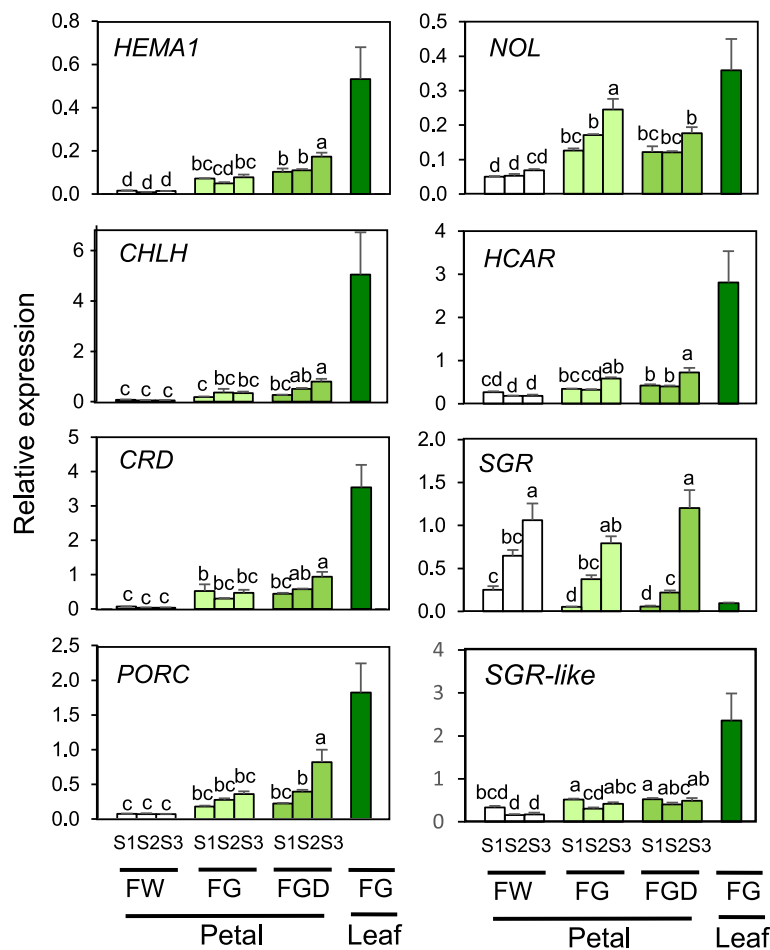 Relative expression
HEMA1
0.8
0.6
0.4
0.2
0.0
d d d
bc cd bc
b b a
NOL
0.5
0.4
0.3
0.2
0.1
0.0
d d cd
bc b a
bc bc b
CHLH
6
4
2
0
c c c
c bc bc
bc ab a
HCAR
4
3
2
1
0
cd d d
bc cd ab
b b a
CRD
5
4
3
2
1
0
c c c
b bc bc
bc ab a
SGR
2.0
1.5
1.0
0.5
0.0
c bc a
d bc ab
d c a
PORC
2.5
2.0
1.5
1.0
0.5
0.0
c c c
bc bc bc
bc b a
SGR-like
4
3
2
1
0
bcd d d
a cd abc
a abc ab
S1S2S3 S1S2S3 S1S2S3
FW FG FGD FG
Petal Leaf
S1S2S3 S1S2S3 S1S2S3
FW FG FGD FG
Petal Leaf